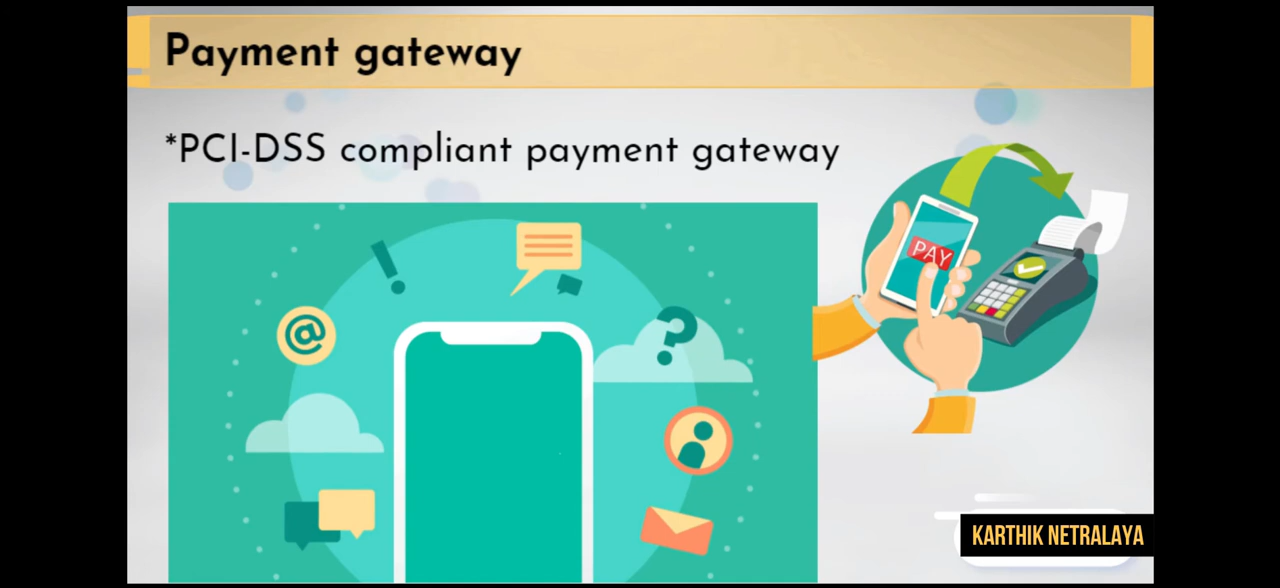 Payment gateway
*PCI-DSS compliant payment gateway
@
PAY
KARTHIK NETRALAYA